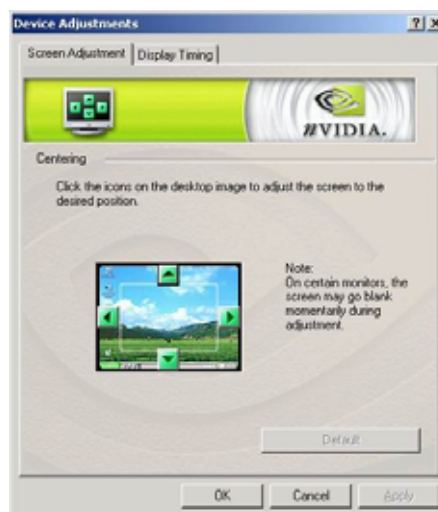 Device Adjustments
Screen Adjustment
Display Timing
NVIDIA.
Centering
Click the icons on the desktop image to adjust the screen to the
desired position.
Note:
On certain monitors, the
screen may go blank
momentarily during
adjustment.
Default
OK
Cancel
Apply